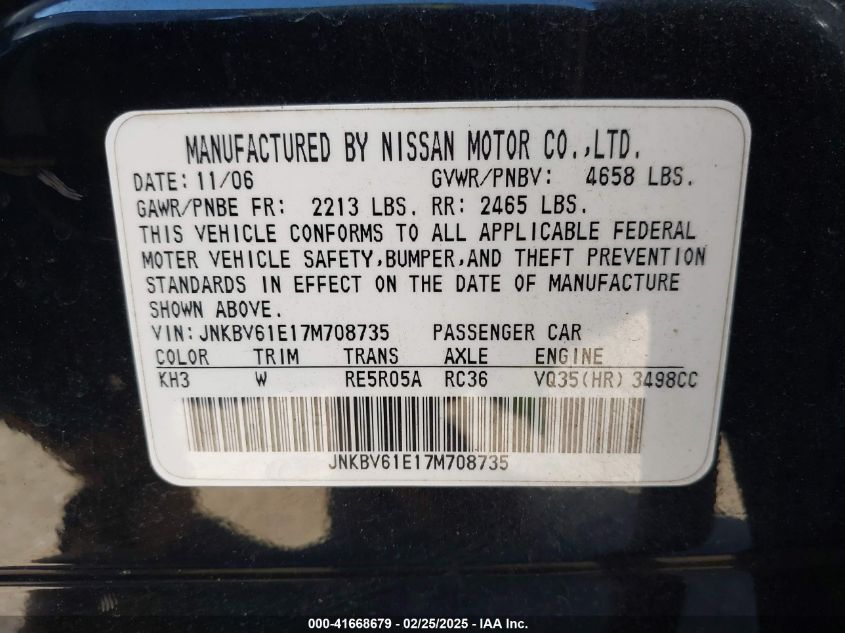 MANUFACTURED BY NISSAN MOTOR CO.,LTD.
DATE: 11/06 GVWR/PNBV: 4658 LBS.
GAWR/PNBE FR: 2213 LBS. RR: 2465 LBS.
THIS VEHICLE CONFORMS TO ALL APPLICABLE FEDERAL
MOTER VEHICLE SAFETY,BUMPER,AND THEFT PREVENTION
STANDARDS IN EFFECT ON THE DATE OF MANUFACTURE
SHOWN ABOVE.
VIN: JNKBV61E17M708735 PASSENGER CAR
COLOR TRIM TRANS AXLE ENGINE
KH3 W RE5R05A RC36 VQ35(HR) 3498CC
JNKBV61E17M708735
000-41668679 - 02/25/2025 - IAA Inc.